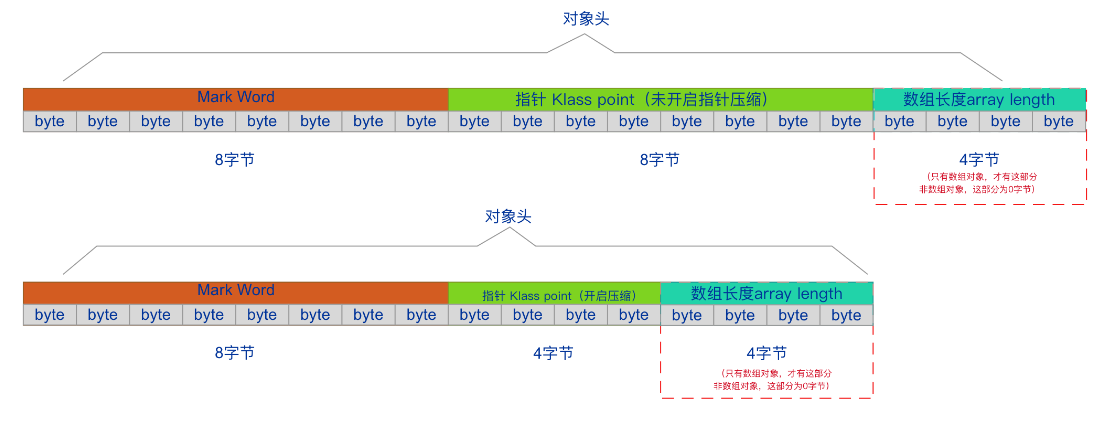 对象头
Mark Word 指针 Klass point（未开启指针压缩） 数组长度array length
byte byte byte byte byte byte byte byte byte byte byte byte byte byte byte byte byte byte byte byte
8字节 8字节 4字节
（只有数组对象，才有这部分
非数组对象，这部分为0字节）
对象头
Mark Word 指针 Klass point（开启压缩） 数组长度array length
byte byte byte byte byte byte byte byte byte byte byte byte byte byte byte byte
8字节 4字节 4字节
（只有数组对象，才有这部分
非数组对象，这部分为0字节）